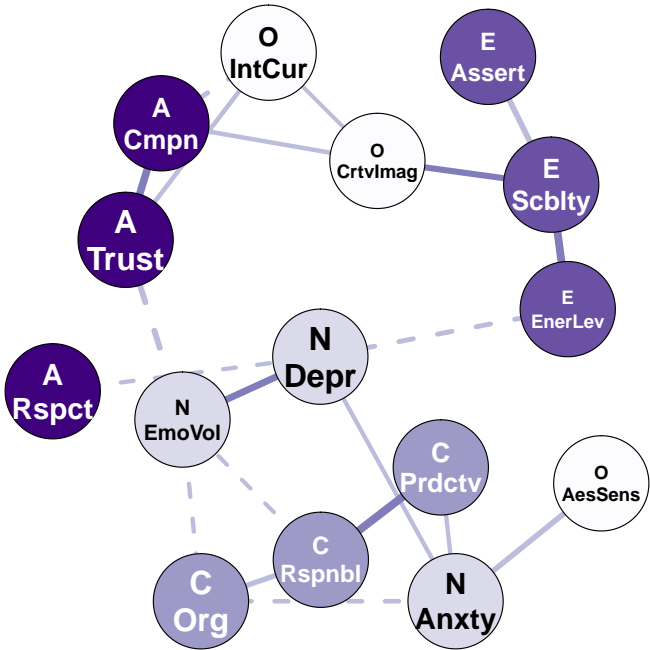 O
IntCur
E
Assert
A
Cmpn
O
CrtvImag
E
Scblty
A
Trust
E
EnerLev
N
Depr
A
Rspct
N
EmoVol
C
Prdctv
O
AesSens
C
Rspnbl
C
Org
N
Anxty